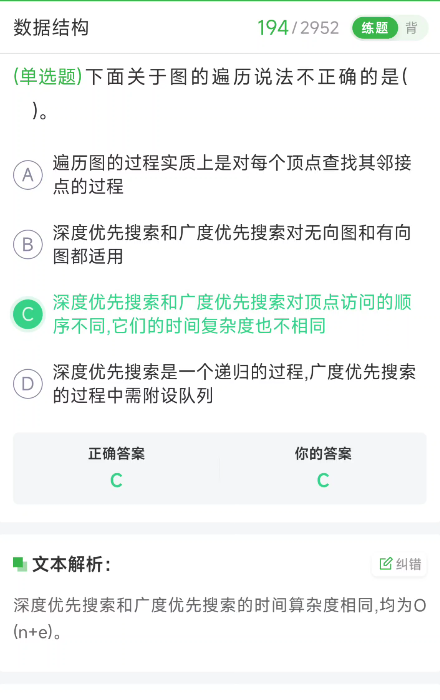 数据结构 194/2952 练题 背
(单选题)下面关于图的遍历说法不正确的是(
)。
A 遍历图的过程实质上是对每个顶点查找其邻接
点的过程
B 深度优先搜索和广度优先搜索对无向图和有向
图都适用
C 深度优先搜索和广度优先搜索对顶点访问的顺
序不同,它们的时间复杂度也不相同
D 深度优先搜索是一个递归的过程,广度优先搜索
的过程中需附设队列
正确答案 你的答案
C C
文本解析: 纠错
深度优先搜索和广度优先搜索的时间算杂度相同,均为O
(n+e)。